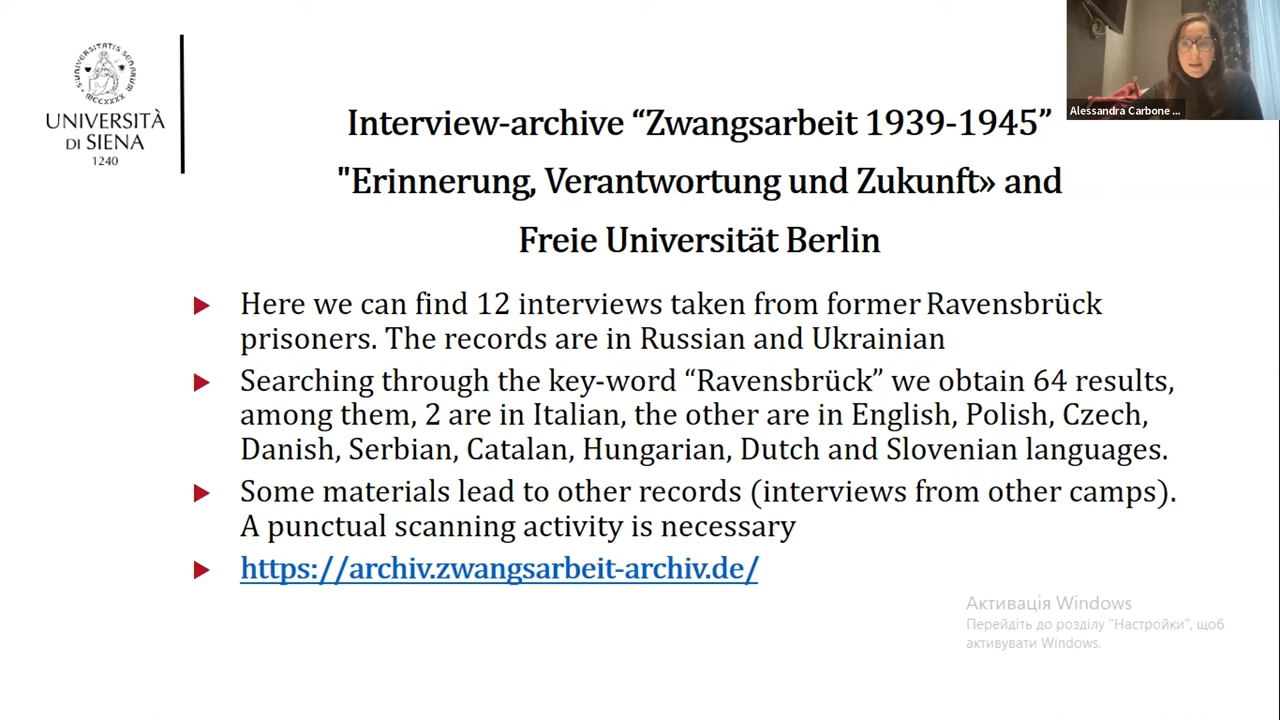 UNIVERSITÀ
DI SIENA
1240
Interview-archive “Zwangsarbeit 1939-1945”
"Erinnerung, Verantwortung und Zukunft» and
Freie Universität Berlin
Here we can find 12 interviews taken from former Ravensbrück
prisoners. The records are in Russian and Ukrainian
Searching through the key-word “Ravensbrück” we obtain 64 results,
among them, 2 are in Italian, the other are in English, Polish, Czech,
Danish, Serbian, Catalan, Hungarian, Dutch and Slovenian languages.
Some materials lead to other records (interviews from other camps).
A punctual scanning activity is necessary
https://archiv.zwangsarbeit-archiv.de/
Alessandra Carbone ...
Активація Windows
Перейдіть до розділу "Настройки", щоб
активувати Windows.